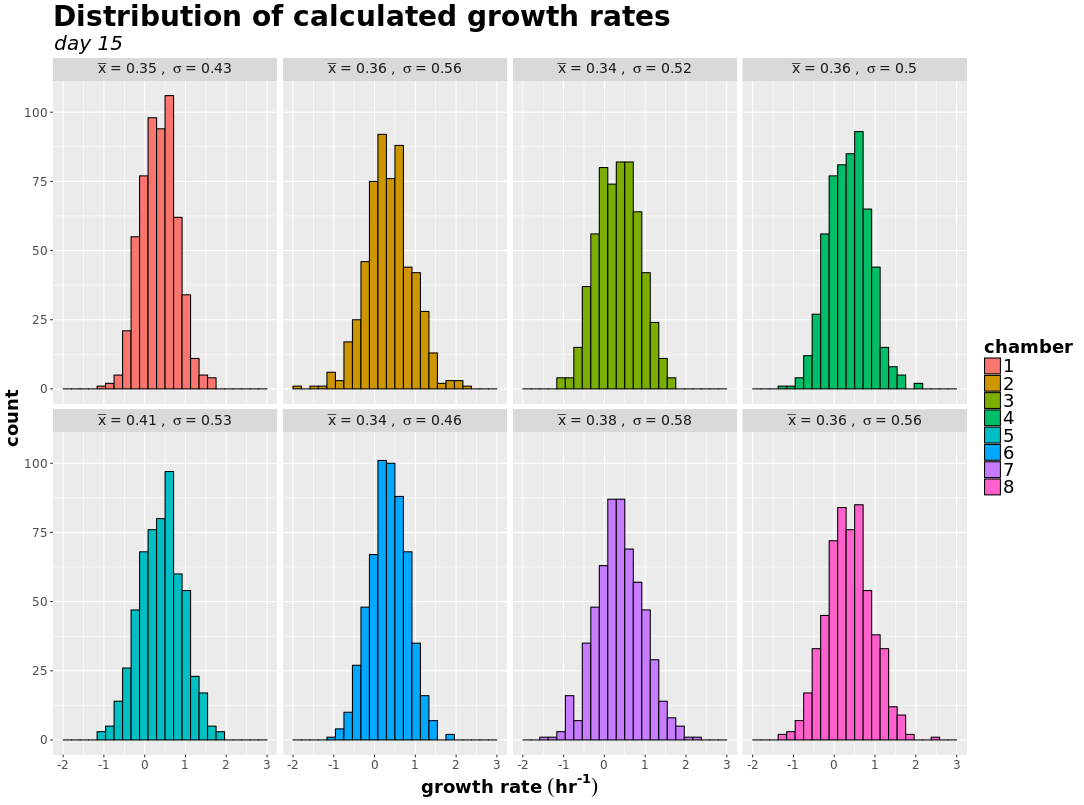 Distribution of calculated growth rates
day 15
x̅ = 0.35 , σ = 0.43
x̅ = 0.36 , σ = 0.56
x̅ = 0.34 , σ = 0.52
x̅ = 0.36 , σ = 0.5
100
75
50
25
0
x̅ = 0.41 , σ = 0.53
x̅ = 0.34 , σ = 0.46
x̅ = 0.38 , σ = 0.58
x̅ = 0.36 , σ = 0.56
100
75
50
25
0
-2 -1 0 1 2 3
-2 -1 0 1 2 3
-2 -1 0 1 2 3
-2 -1 0 1 2 3
count
growth rate (hr⁻¹)
chamber
1
2
3
4
5
6
7
8